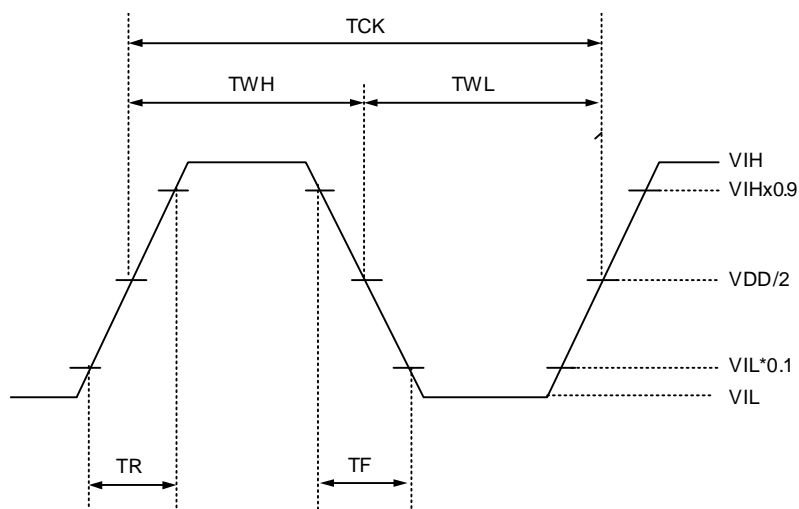 TCK
TWH
TWL
VIH
VIHx0.9
VDD/2
VIL*0.1
VIL
TR
TF